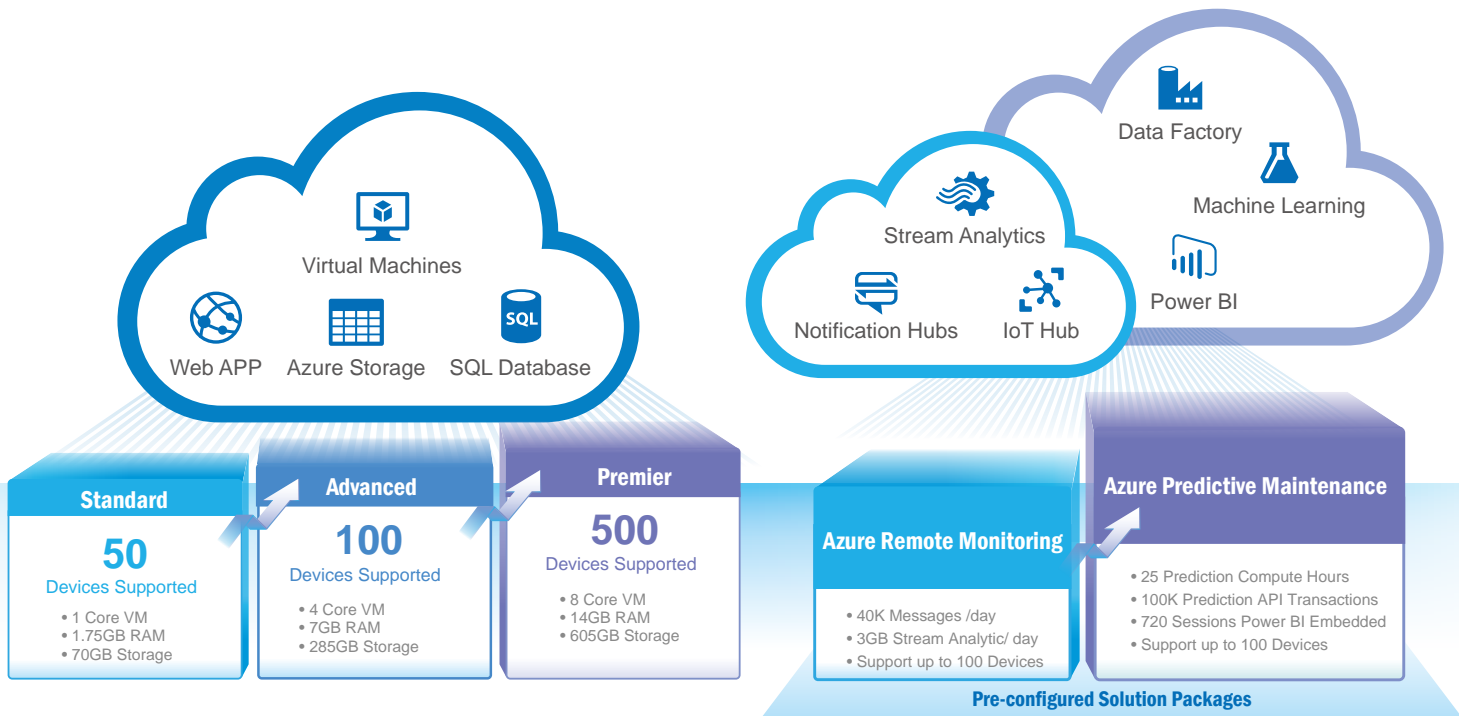 Virtual Machines
Web APP
Azure Storage
SQL
SQL Database
Standard
50
Devices Supported
• 1 Core VM
• 1.75GB RAM
• 70GB Storage
Advanced
100
Devices Supported
• 4 Core VM
• 7GB RAM
• 285GB Storage
Premier
500
Devices Supported
• 8 Core VM
• 14GB RAM
• 605GB Storage
Data Factory
Machine Learning
Power BI
Stream Analytics
Notification Hubs
IoT Hub
Azure Remote Monitoring
• 40K Messages /day
• 3GB Stream Analytic/ day
• Support up to 100 Devices
Azure Predictive Maintenance
• 25 Prediction Compute Hours
• 100K Prediction API Transactions
• 720 Sessions Power BI Embedded
• Support up to 100 Devices
Pre-configured Solution Packages